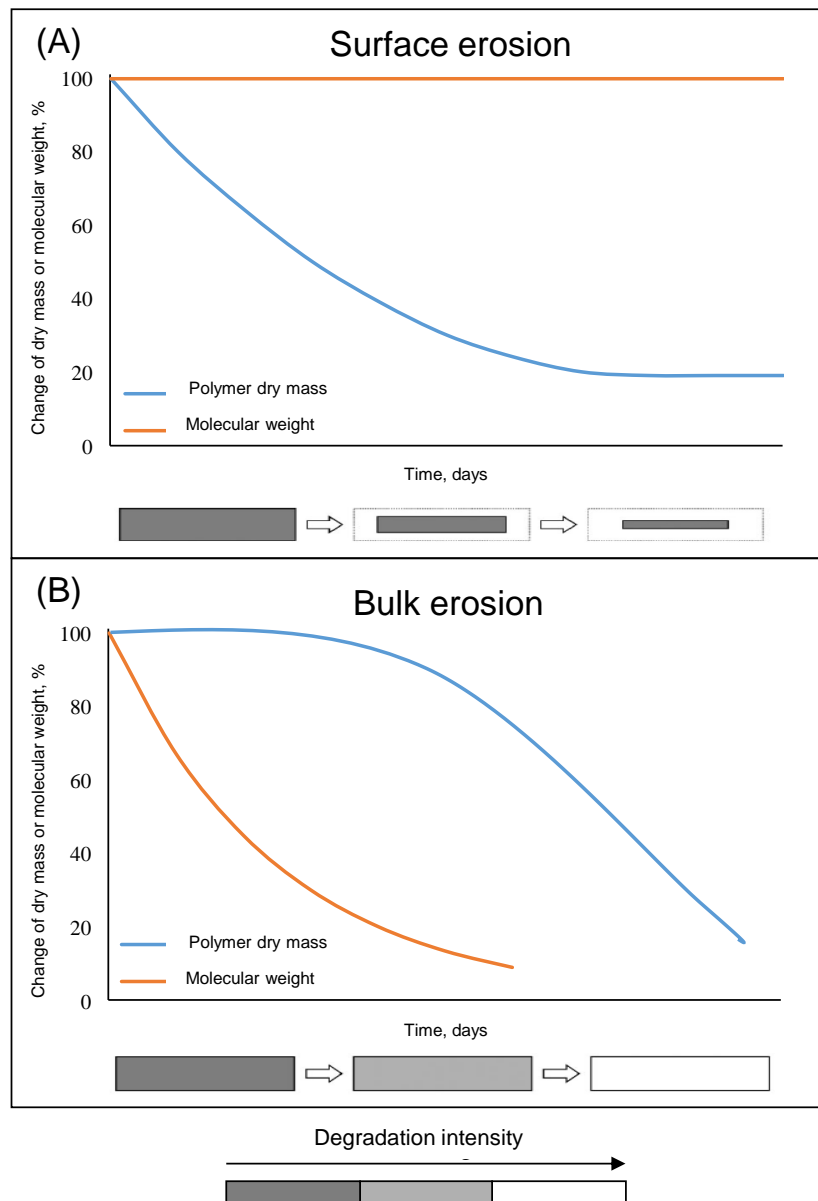 (A)
Surface erosion
Change of dry mass or molecular weight, %
100
80
60
40
20
0
Polymer dry mass
Molecular weight
Time, days
(B)
Bulk erosion
Change of dry mass or molecular weight, %
100
80
60
40
20
0
Polymer dry mass
Molecular weight
Time, days
Degradation intensity